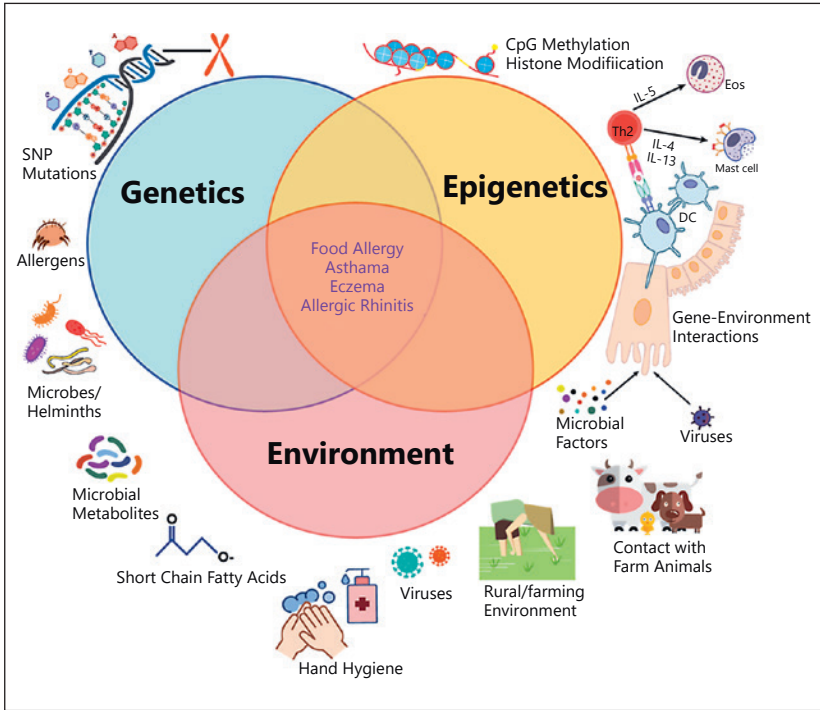 CpG Methylation
Histone Modifiication
IL-5
Eos
Th2
IL-4
IL-13
Mast cell
SNP
Mutations
Genetics
Epigenetics
DC
Food Allergy
Asthama
Eczema
Allergic Rhinitis
Allergens
Gene-Environment
Interactions
Microbes/
Helminths
Environment
Microbial
Factors
Viruses
Microbial
Metabolites
O
O-
Short Chain Fatty Acids
Viruses
Rural/farming
Environment
Contact with
Farm Animals
Hand Hygiene